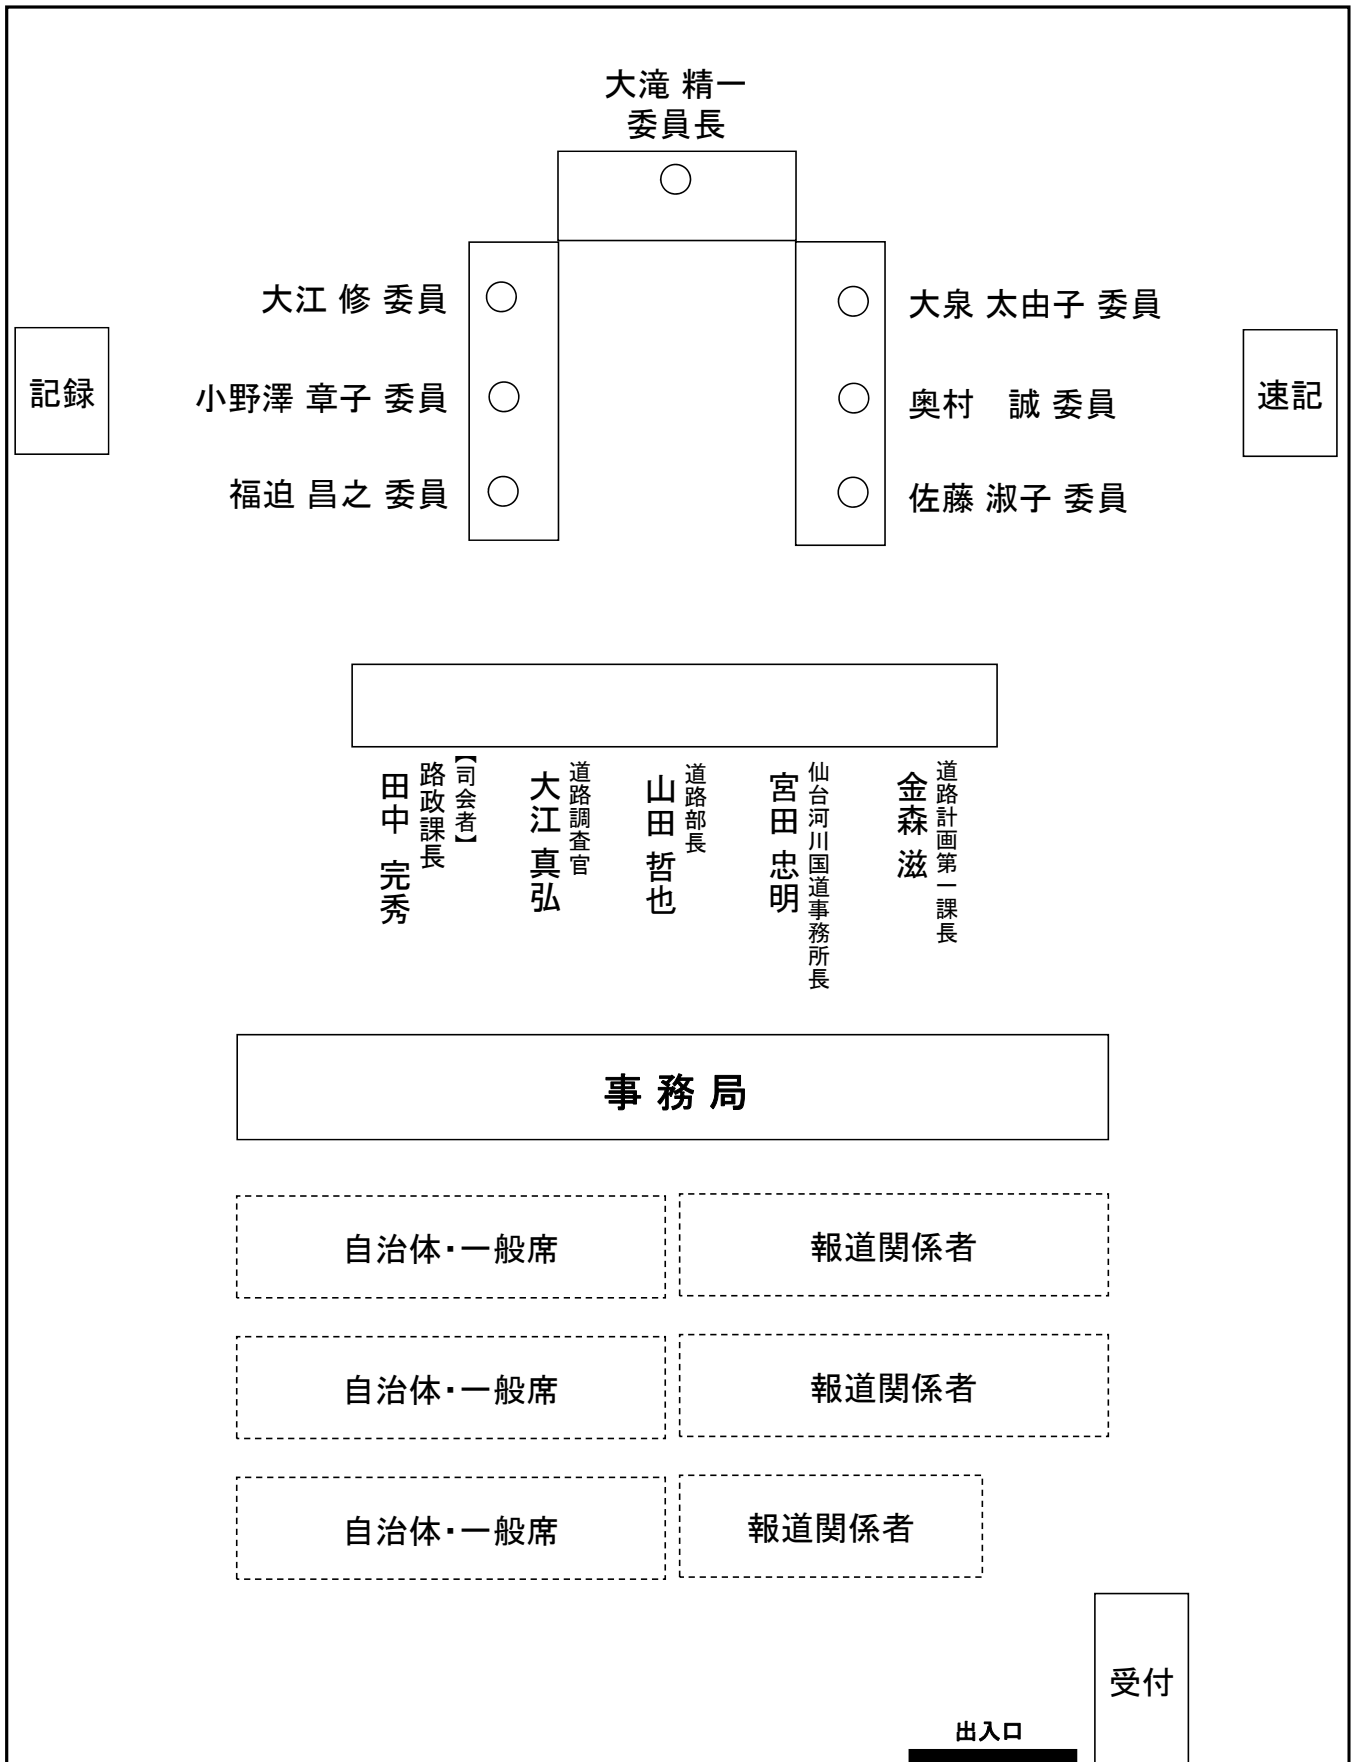 大滝 精一
委員長
大江 修 委員
大泉 太由子 委員
記録
小野澤 章子 委員
奥村　誠 委員
速記
福迫 昌之 委員
佐藤 淑子 委員
【司会者】
路政課長
田中 完秀
道路調査官
大江 真弘
道路部長
山田 哲也
仙台河川国道事務所長
宮田 忠明
道路計画第一課長
金森 滋
事 務 局
自治体・一般席
報道関係者
自治体・一般席
報道関係者
自治体・一般席
報道関係者
受付
出入口